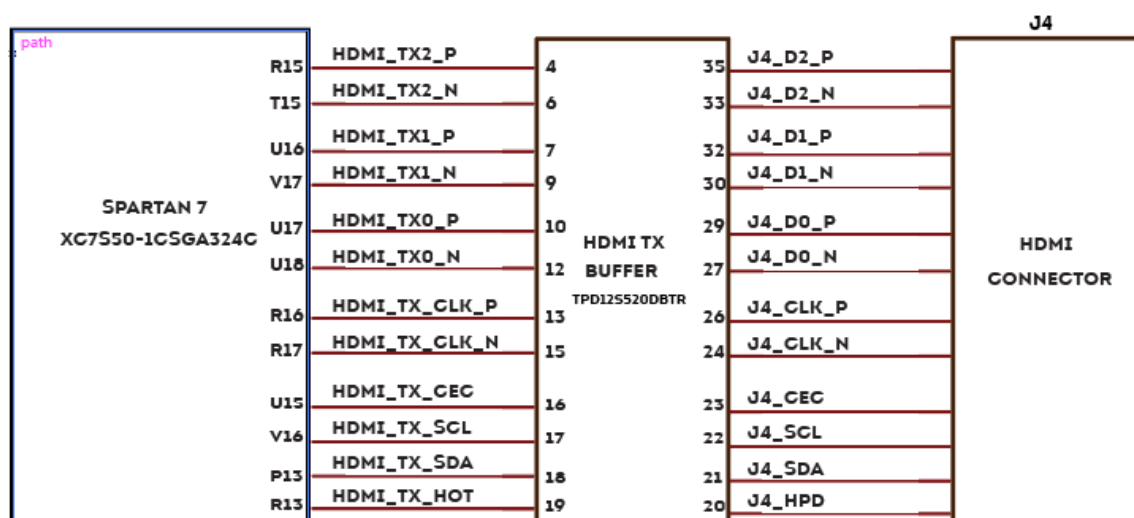 J4
path
R15 HDMI_TX2_P 4 35 J4_D2_P
T15 HDMI_TX2_N 6 33 J4_D2_N
U16 HDMI_TX1_P 7 32 J4_D1_P
V17 HDMI_TX1_N 9 30 J4_D1_N
SPARTAN 7
XC7S50-1CSGA324C
U17 HDMI_TX0_P 10 29 J4_D0_P
HDMI TX
BUFFER
TPD12S520DBTR
HDMI
CONNECTOR
U18 HDMI_TX0_N 12 27 J4_D0_N
R16 HDMI_TX_CLK_P 13 26 J4_CLK_P
R17 HDMI_TX_CLK_N 15 24 J4_CLK_N
U15 HDMI_TX_CEC 16 23 J4_CEC
V16 HDMI_TX_SCL 17 22 J4_SCL
P13 HDMI_TX_SDA 18 21 J4_SDA
R13 HDMI_TX_HOT 19 20 J4_HPD